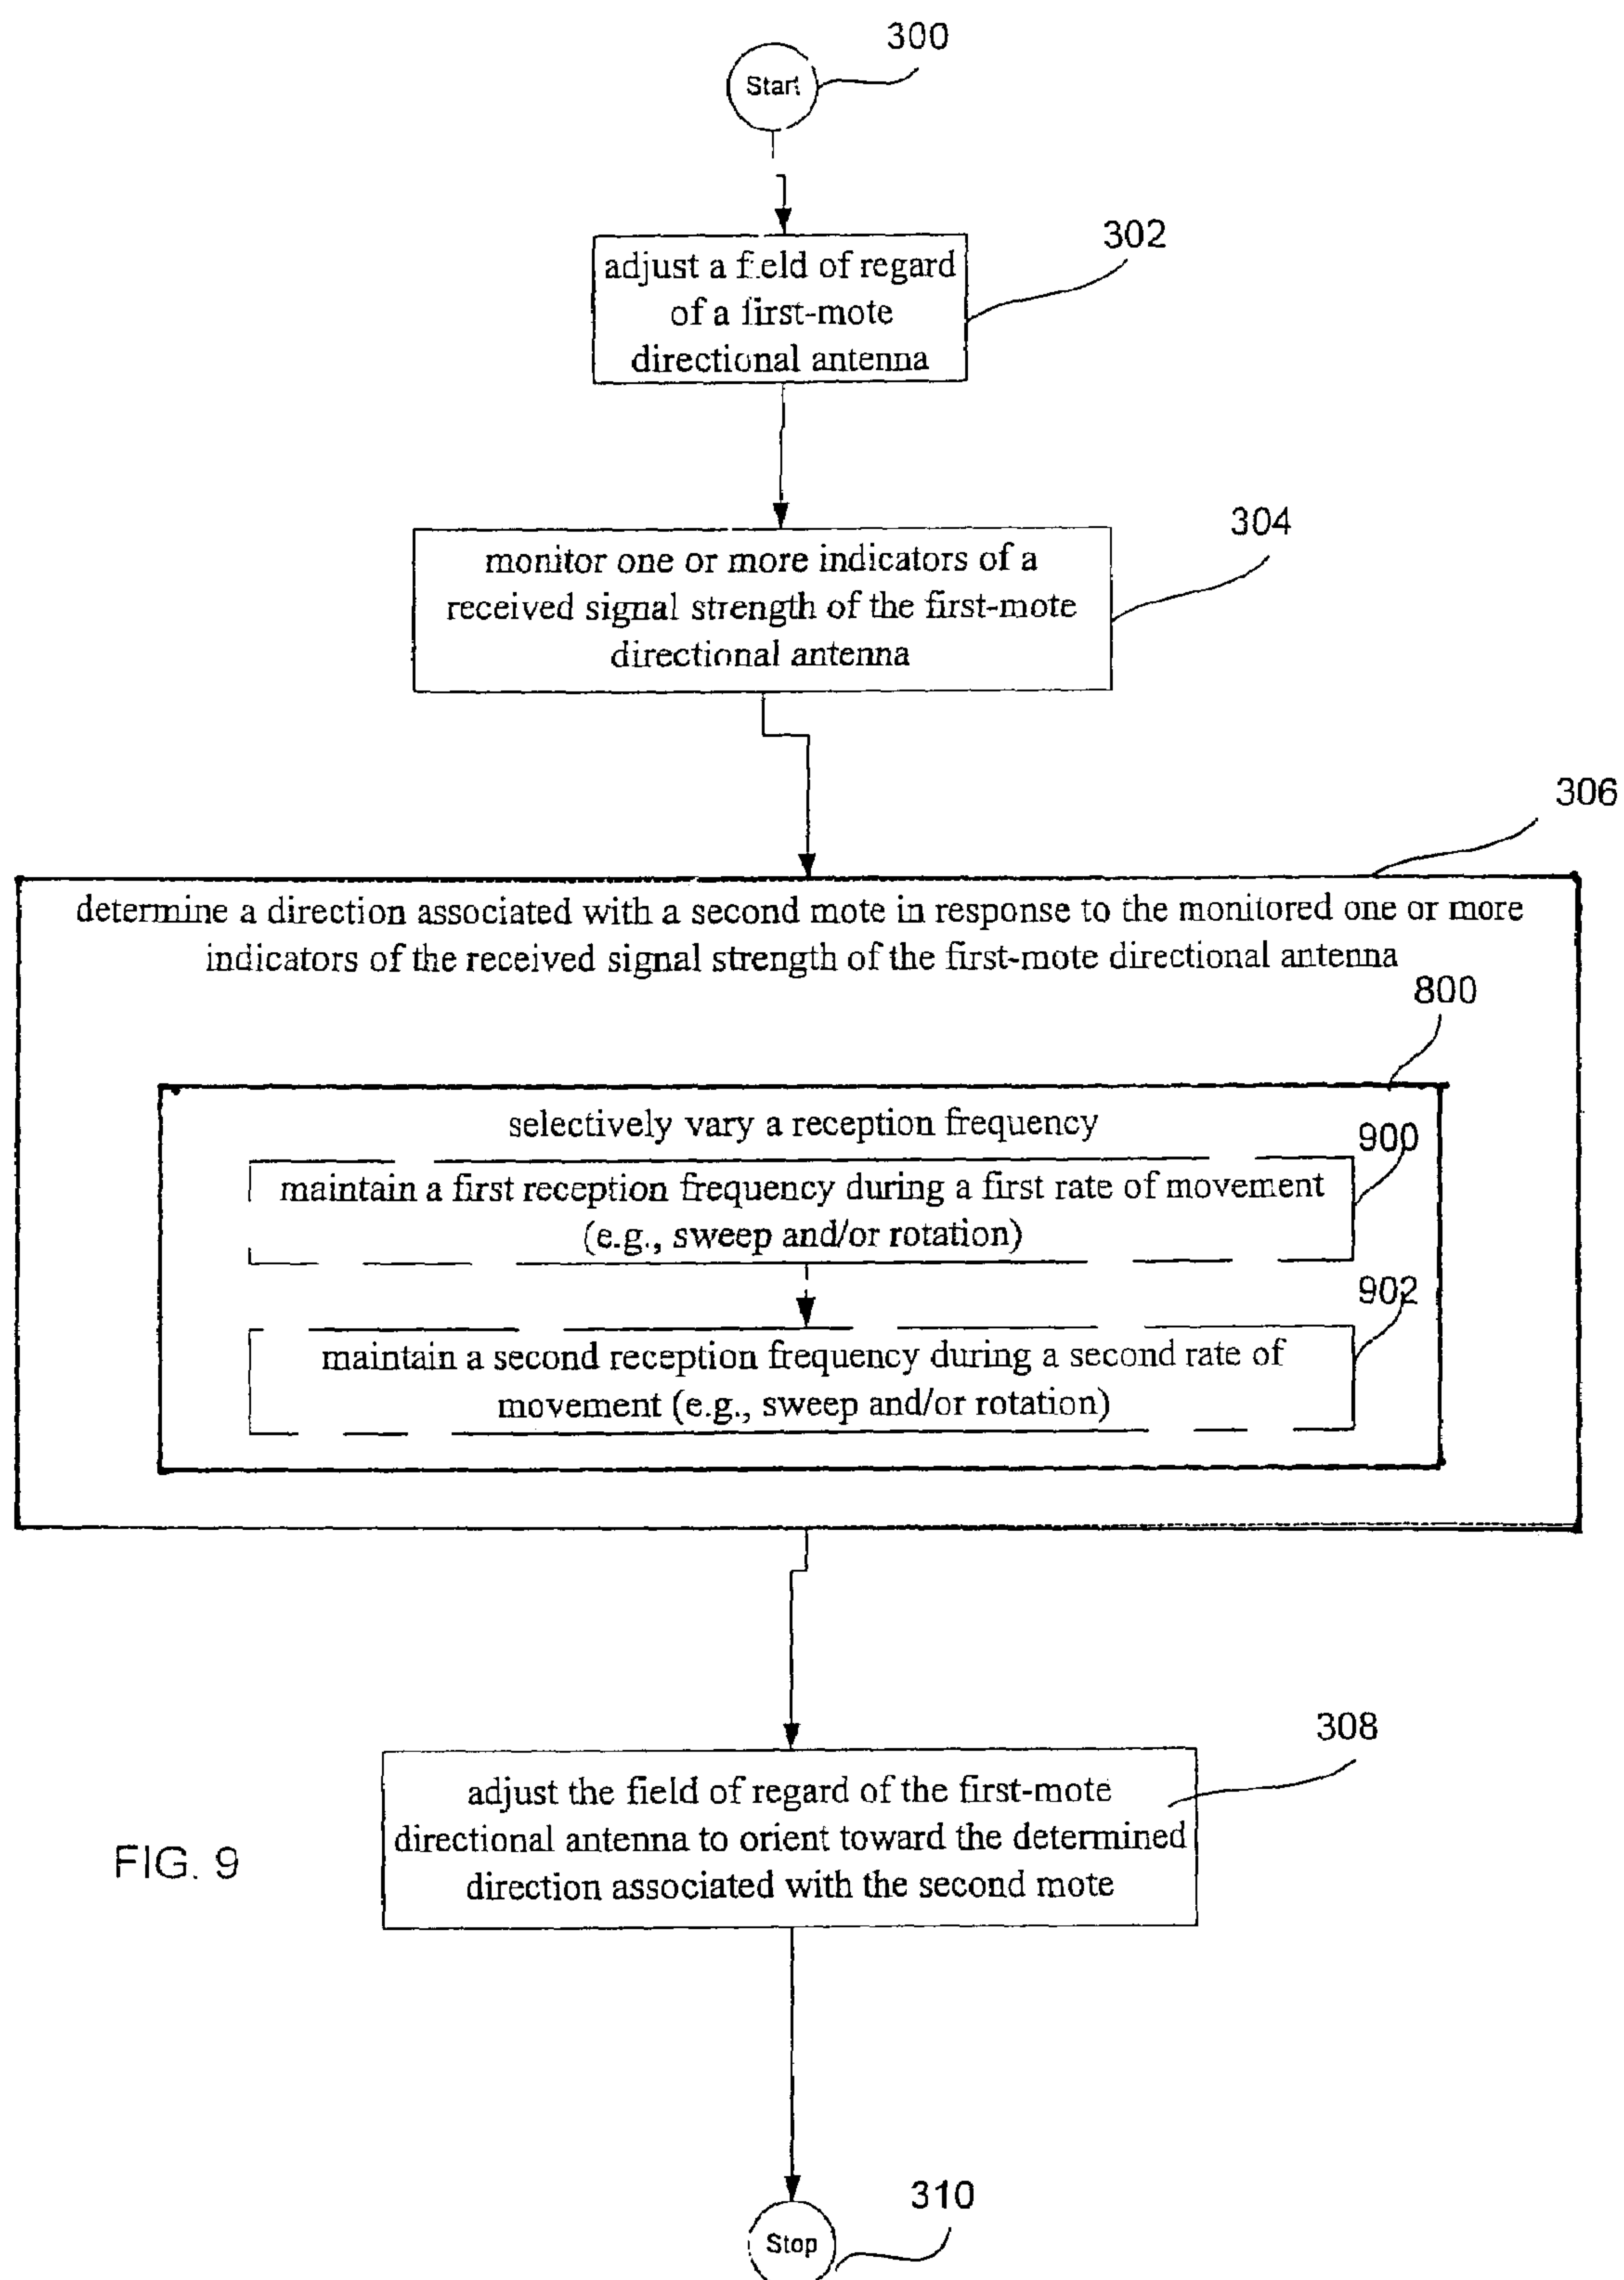 300
Start
302
adjust a field of regard
of a first-mote
directional antenna
304
monitor one or more indicators of a
received signal strength of the first-mote
directional antenna
306
determine a direction associated with a second mote in response to the monitored one or more
indicators of the received signal strength of the first-mote directional antenna
800
selectively vary a reception frequency
900
maintain a first reception frequency during a first rate of movement
(e.g., sweep and/or rotation)
902
maintain a second reception frequency during a second rate of
movement (e.g., sweep and/or rotation)
308
adjust the field of regard of the first-mote
directional antenna to orient toward the determined
direction associated with the second mote
FIG. 9
310
Stop